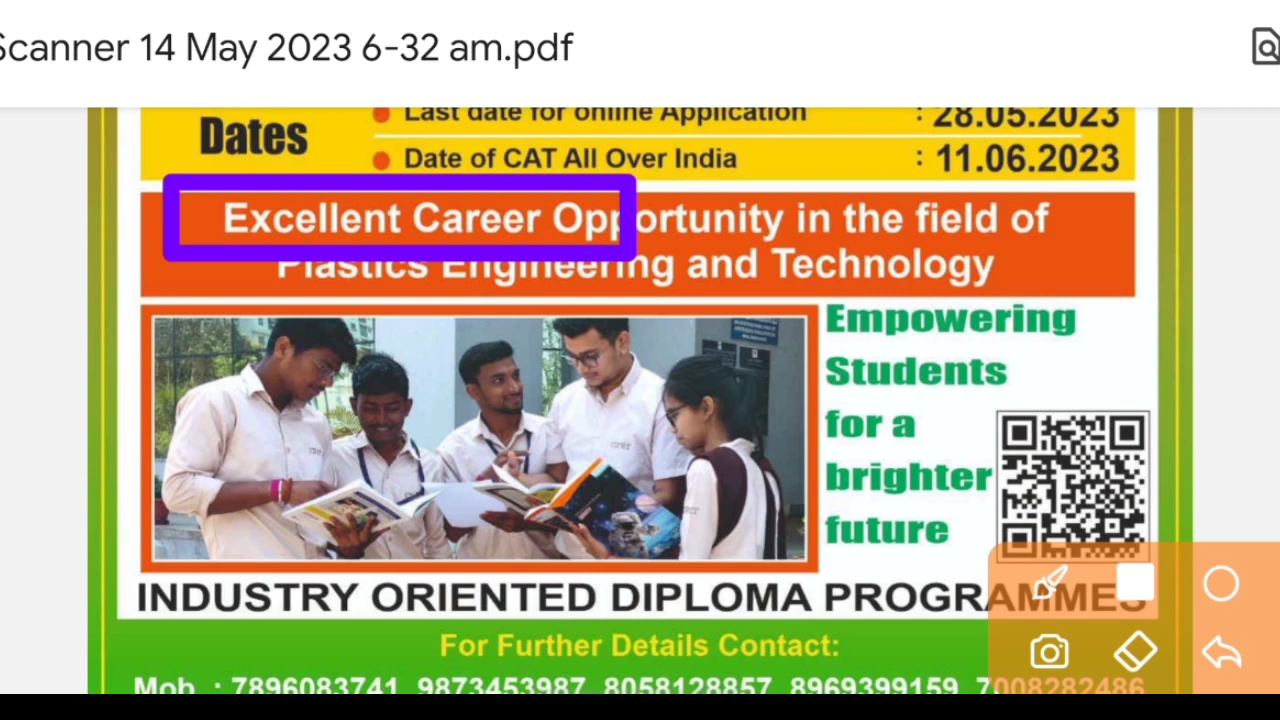 Scanner 14 May 2023 6-32 am.pdf
Dates
Last date for online Application : 28.05.2023
Date of CAT All Over India : 11.06.2023
Excellent Career Opportunity in the field of
Plastics Engineering and Technology
Empowering
Students
for a
brighter
future
INDUSTRY ORIENTED DIPLOMA PROGRAMMES
For Further Details Contact:
Mob. : 7896083741, 9873453987, 8058128857, 8969399159, 7008282486